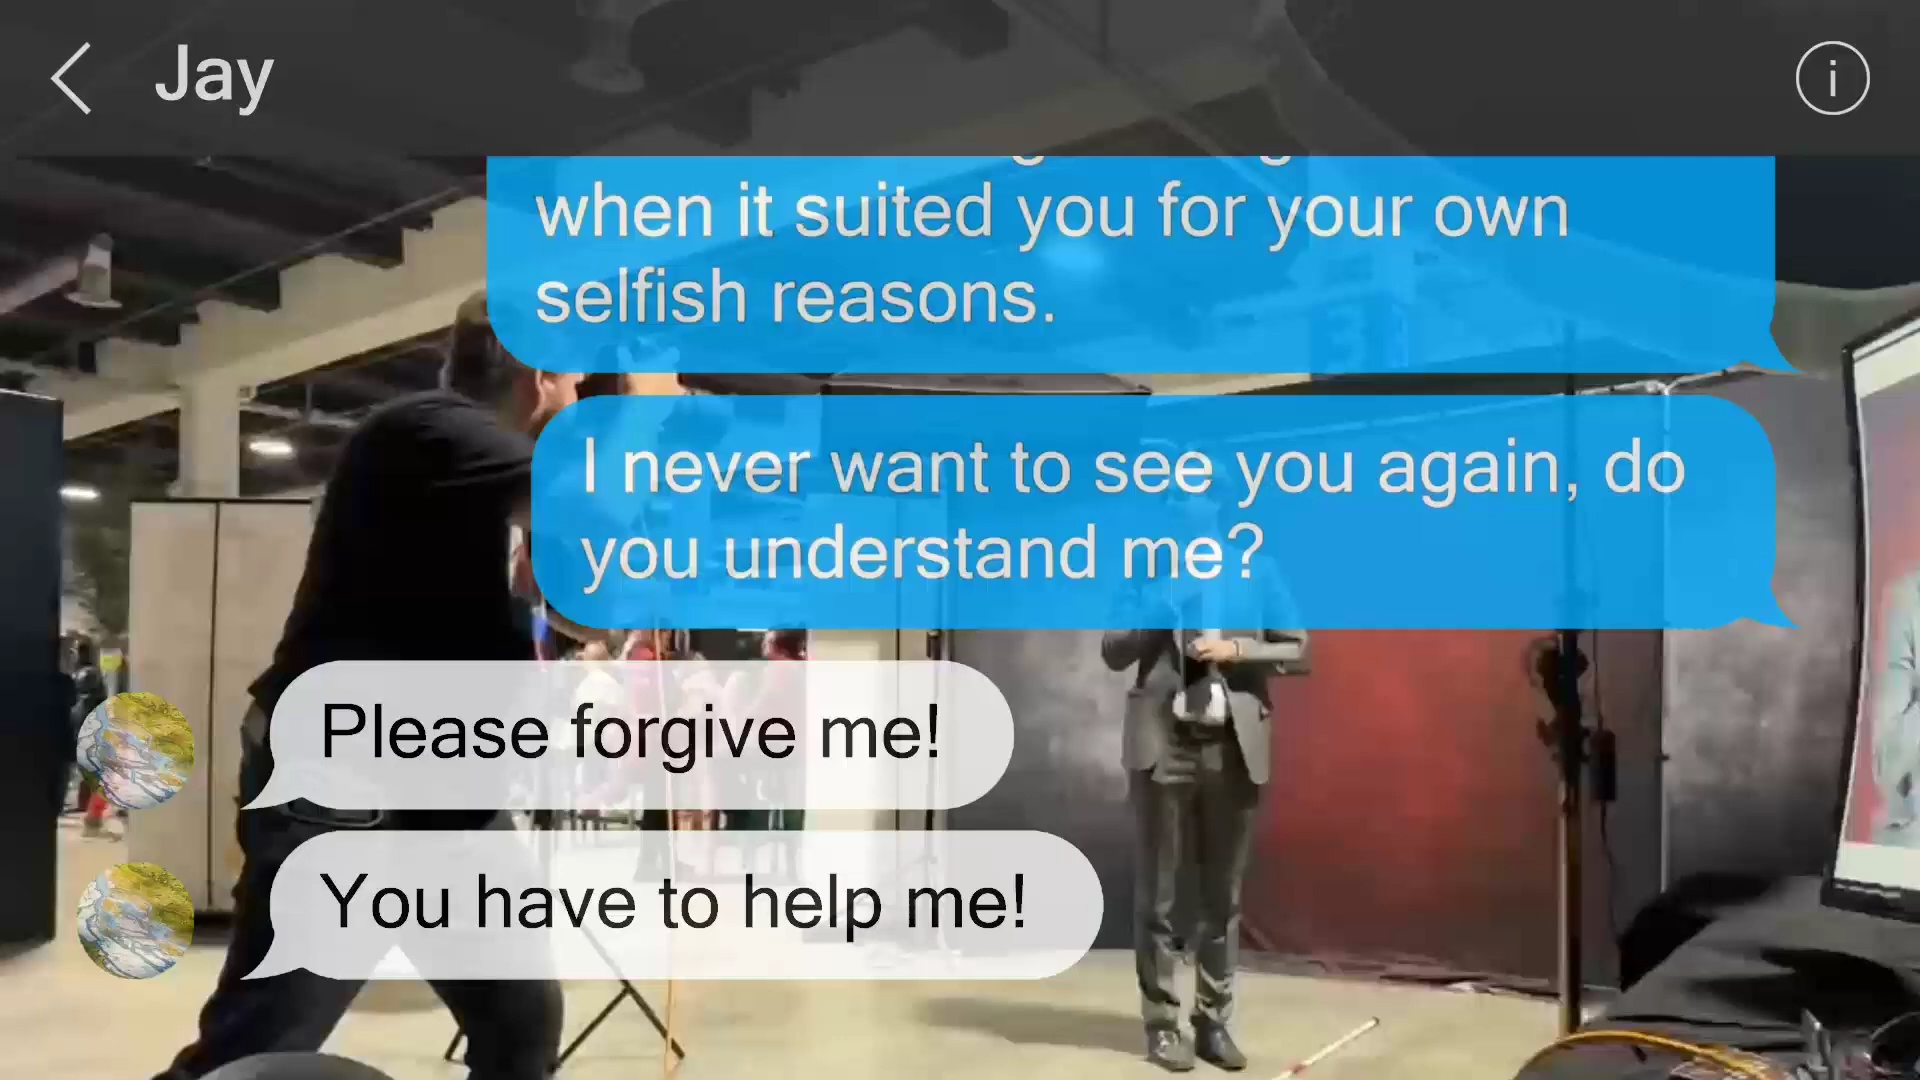 Jay
when it suited you for your own
selfish reasons.
I never want to see you again, do
you understand me?
Please forgive me!
You have to help me!